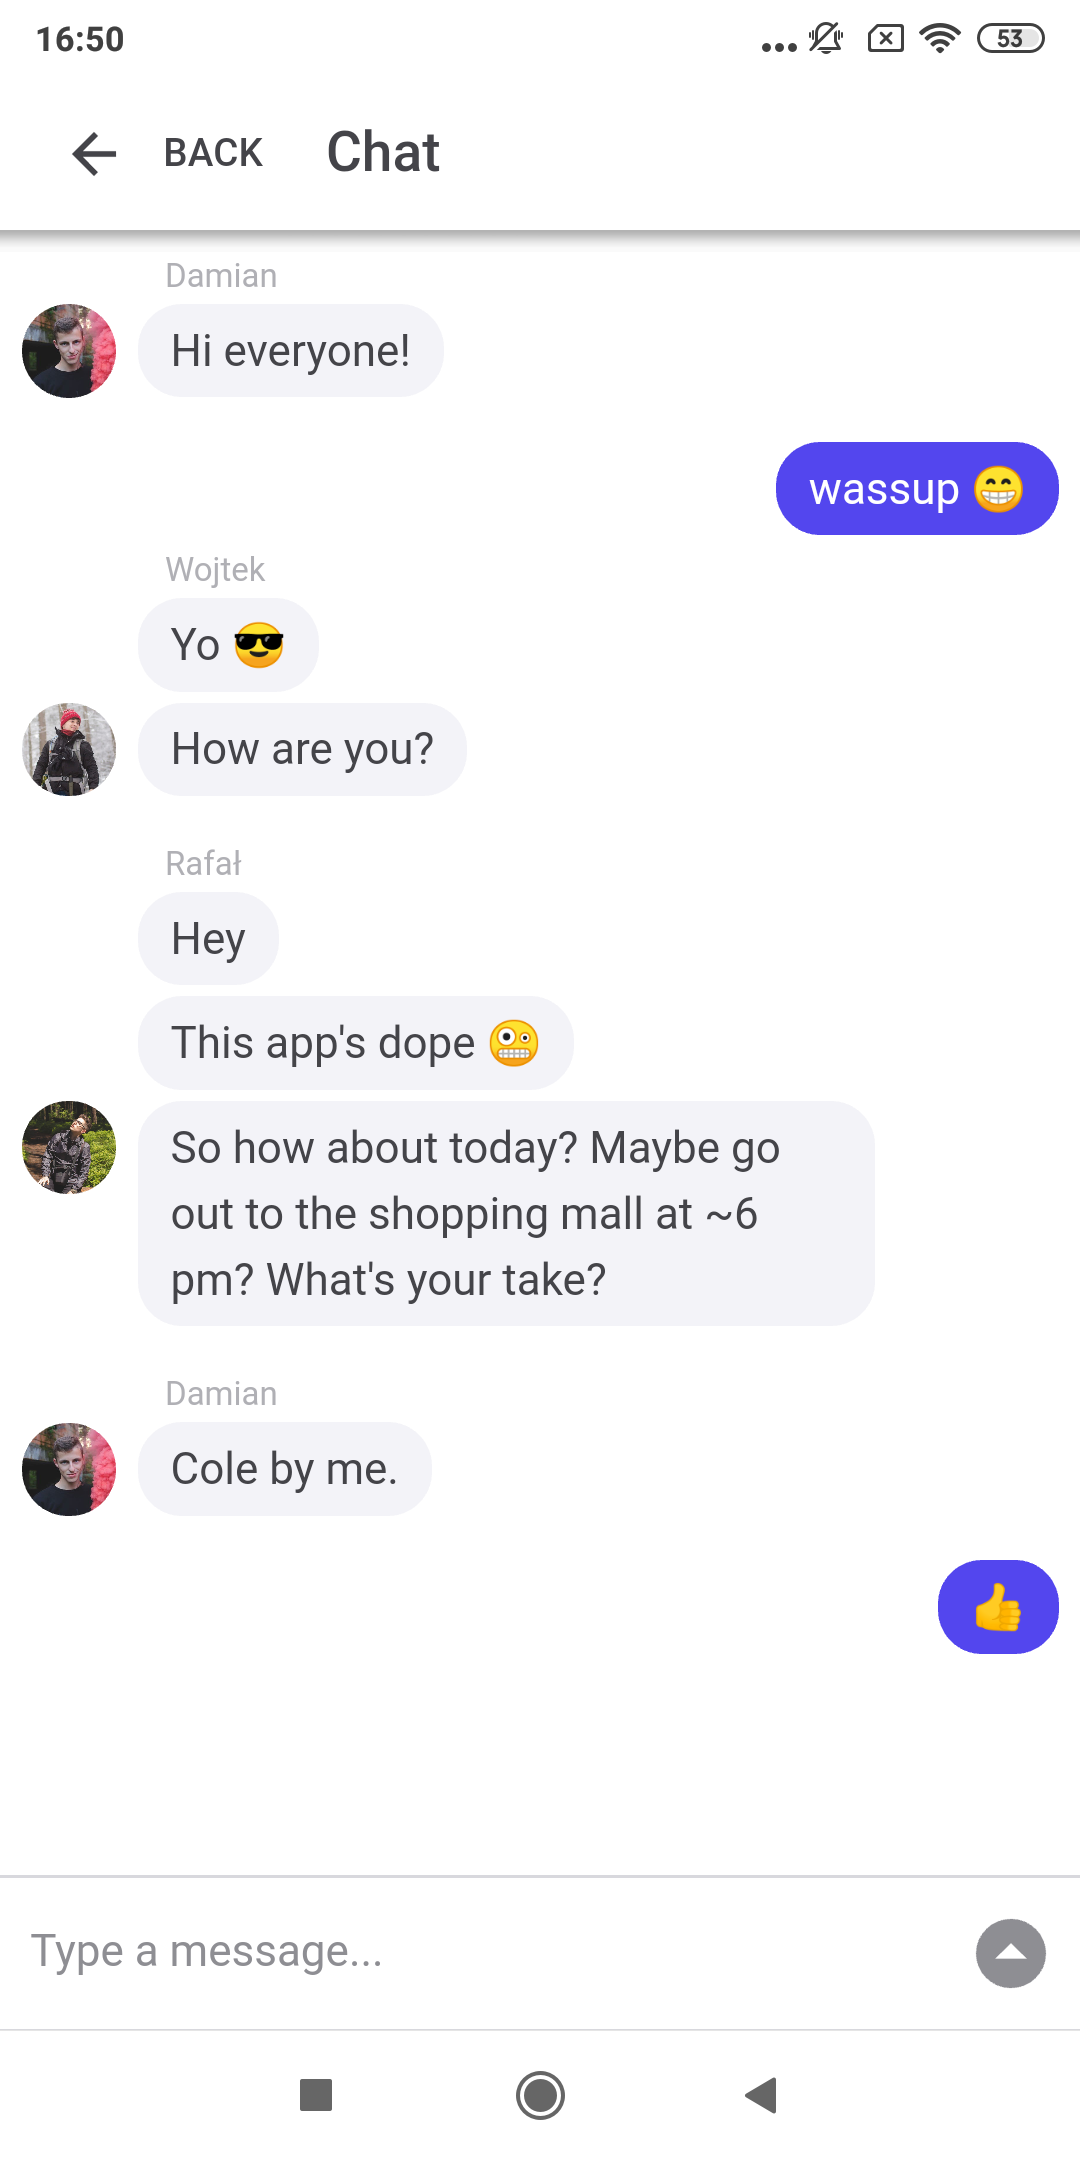 16:50
53
BACK Chat
Damian
Hi everyone!
wassup 😁
Wojtek
Yo 😎
How are you?
Rafał
Hey
This app's dope 🤪
So how about today? Maybe go
out to the shopping mall at ~6
pm? What's your take?
Damian
Cole by me.
👍
Type a message...